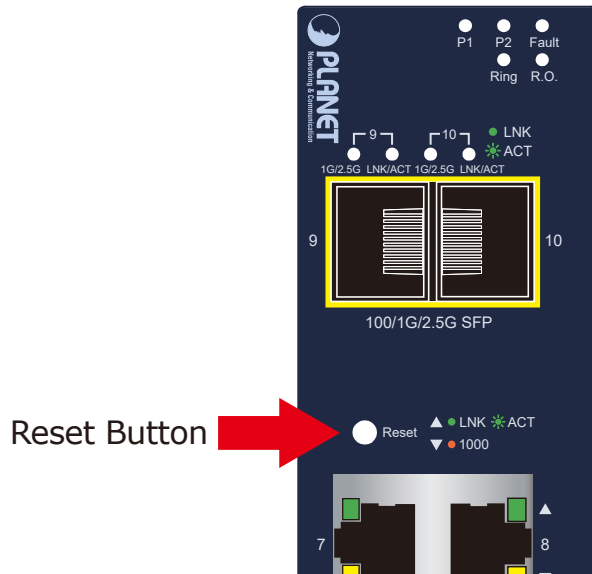 PLANET
Networking & Communication
P1 P2 Fault
Ring R.O.
9 10 LNK
ACT
1G/2.5G LNK/ACT 1G/2.5G LNK/ACT
9 10
100/1G/2.5G SFP
Reset Button
Reset LNK ACT
1000
7 8